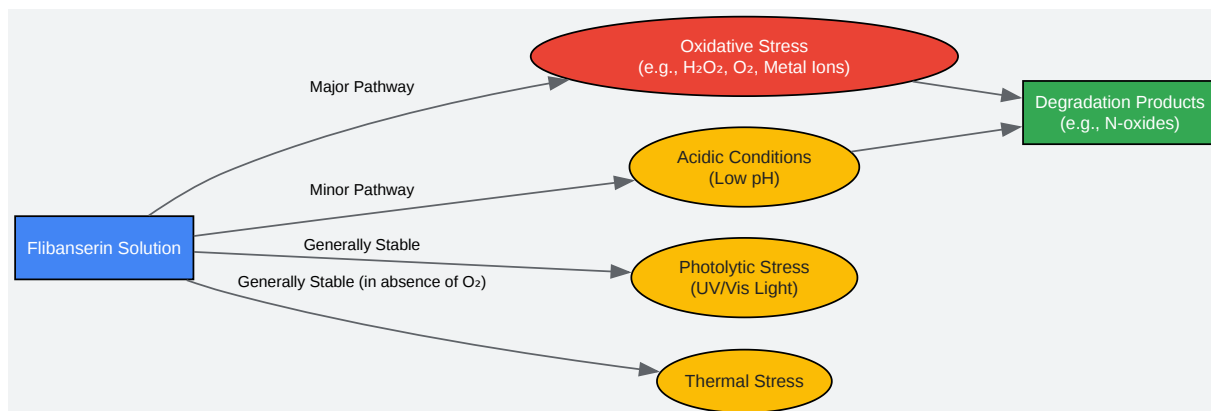 Oxidative Stress
(e.g., H₂O₂, O₂, Metal Ions)
Major Pathway
Degradation Products
(e.g., N-oxides)
Acidic Conditions
(Low pH)
Minor Pathway
Flibanserin Solution
Generally Stable
Photolytic Stress
(UV/Vis Light)
Generally Stable (in absence of O₂)
Thermal Stress